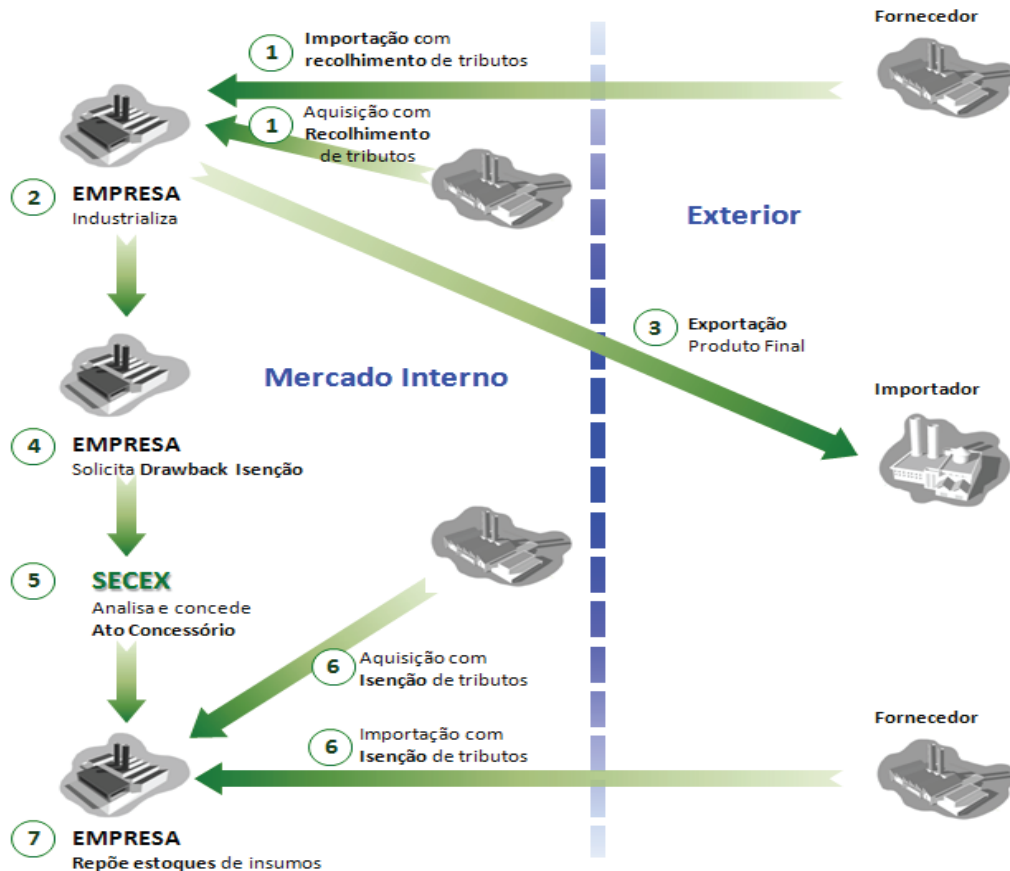 Fornecedor
1
Importação com
recolhimento de tributos
1
Aquisição com
Recolhimento
de tributos
2
EMPRESA
Industrializa
Exterior
3
Exportação
Produto Final
Mercado Interno
Importador
4
EMPRESA
Solicita Drawback Isenção
5
SECEX
Analisa e concede
Ato Concessório
6
Aquisição com
Isenção de tributos
6
Importação com
Isenção de tributos
Fornecedor
7
EMPRESA
Repõe estoques de insumos